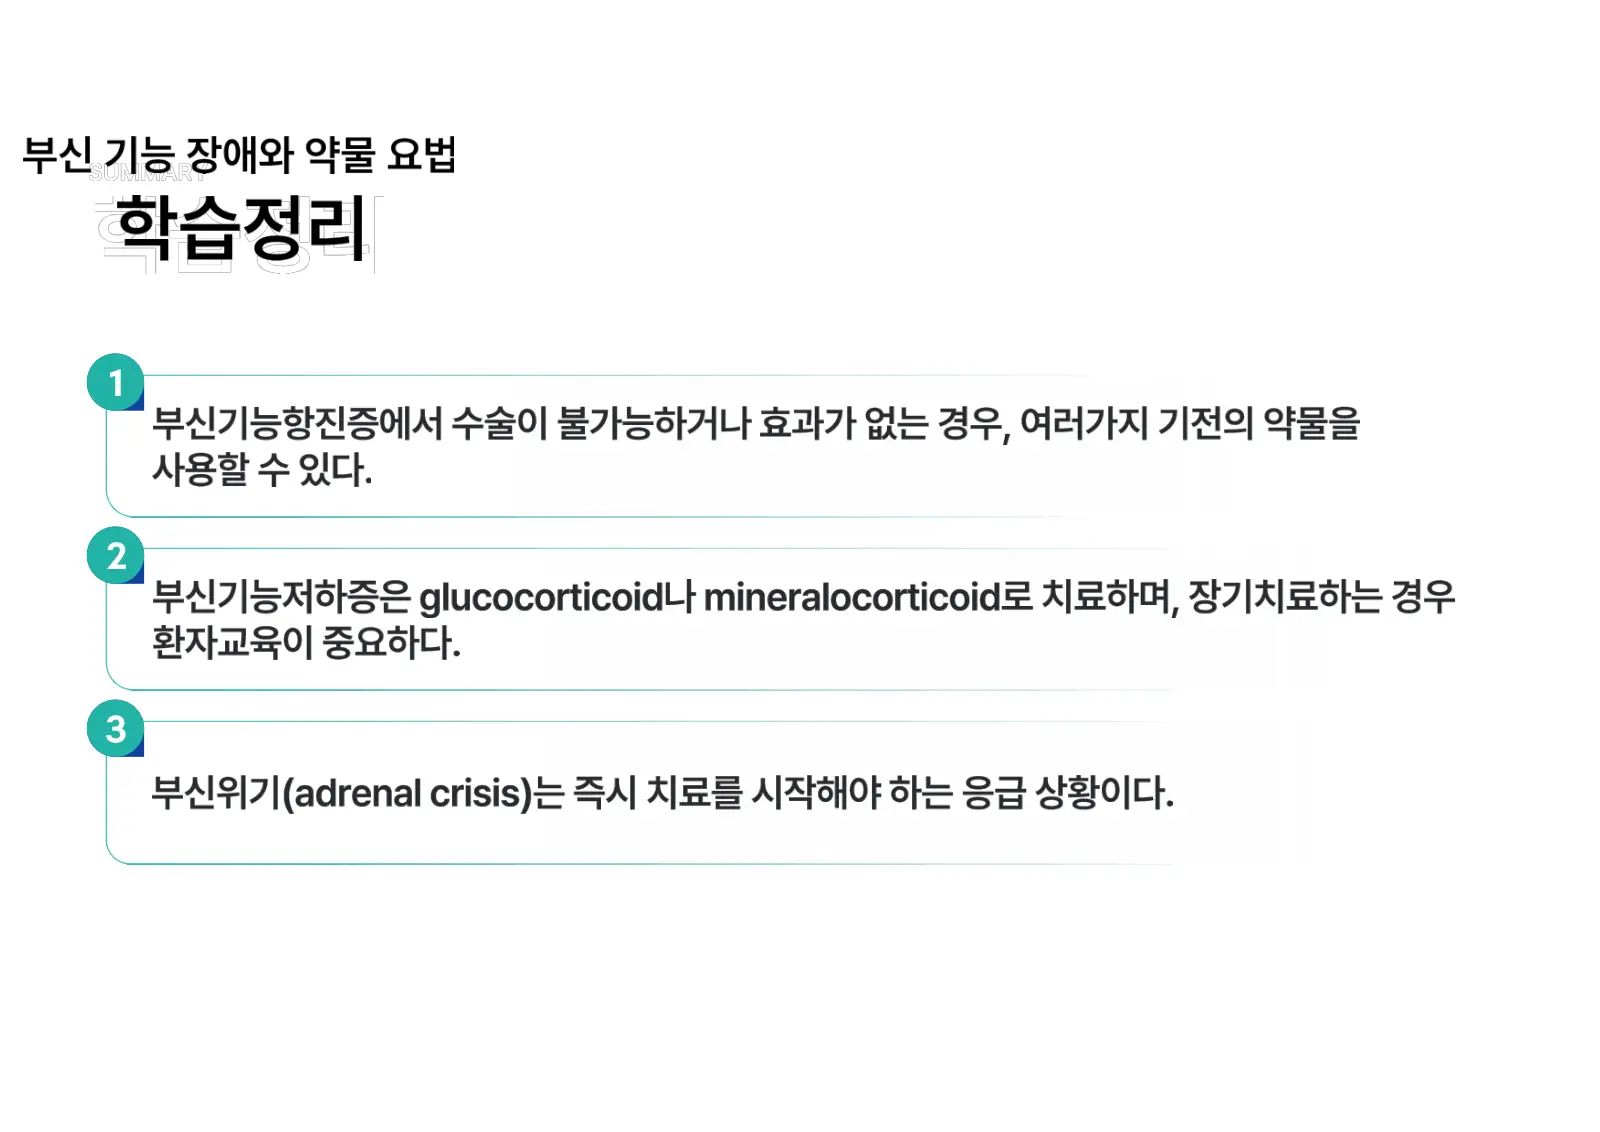 부신 기능 장애와 약물 요법
SUMMARY
학습정리
1
부신기능항진증에서 수술이 불가능하거나 효과가 없는 경우, 여러가지 기전의 약물을
사용할 수 있다.
2
부신기능저하증은 glucocorticoid나 mineralocorticoid로 치료하며, 장기치료하는 경우
환자교육이 중요하다.
3
부신위기(adrenal crisis)는 즉시 치료를 시작해야 하는 응급 상황이다.